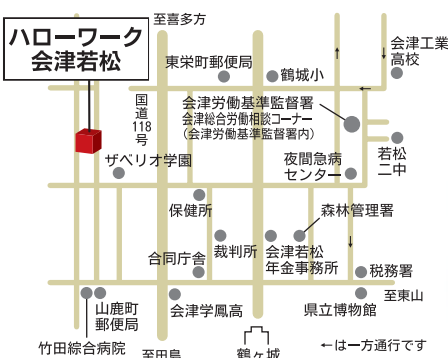 至喜多方
ハローワーク
会津若松
東栄町郵便局
鶴城小
会津工業
高校
国道118号
会津労働基準監督署
会津総合労働相談コーナー
(会津労働基準監督署内)
ザベリオ学園
夜間急病
センター
若松
二中
保健所
森林管理署
裁判所
会津若松
年金事務所
合同庁舎
税務署
至東山
山鹿町
郵便局
会津学鳳高
県立博物館
竹田綜合病院
至田島
鶴ヶ城
←は一方通行です